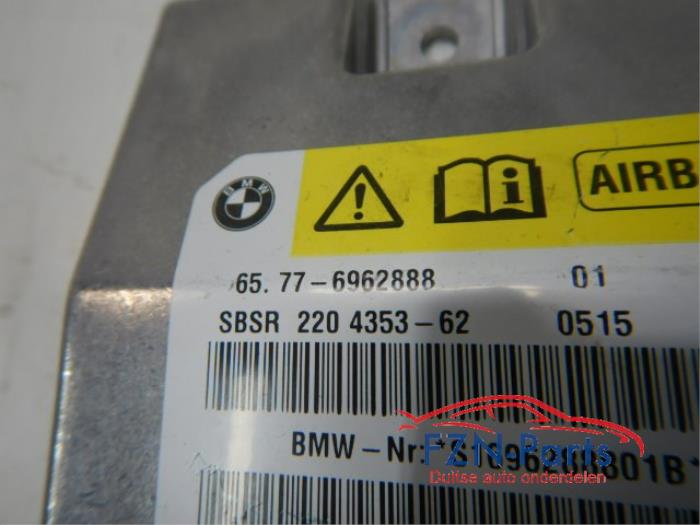 BMW
AIRB
65. 77-6962888 01
SBSR 220 4353-62 0515
BMW-Nr:
FZN Parts
Duitse auto onderdelen